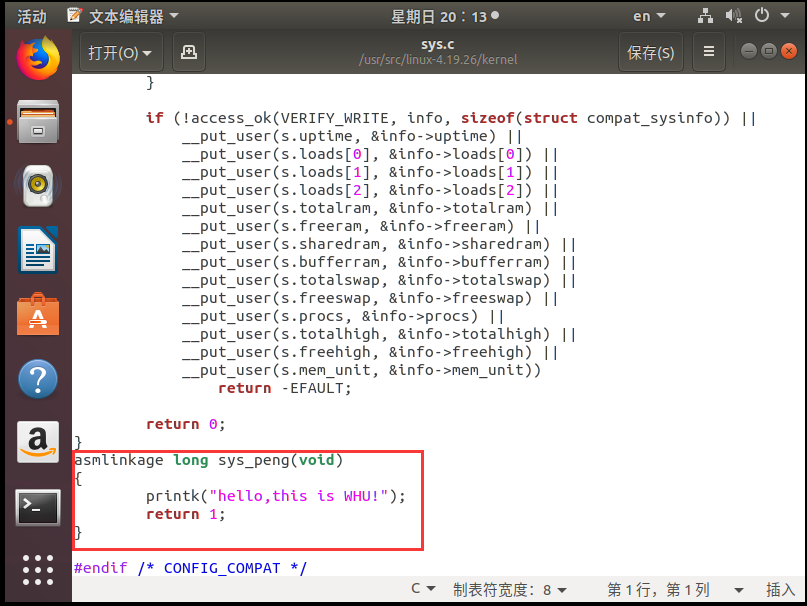 活动 文本编辑器 星期日 20：13 en
打开(O) sys.c 保存(S)
/usr/src/linux-4.19.26/kernel
}
if (!access_ok(VERIFY_WRITE, info, sizeof(struct compat_sysinfo)) ||
__put_user(s.uptime, &info->uptime) ||
__put_user(s.loads[0], &info->loads[0]) ||
__put_user(s.loads[1], &info->loads[1]) ||
__put_user(s.loads[2], &info->loads[2]) ||
__put_user(s.totalram, &info->totalram) ||
__put_user(s.freeram, &info->freeram) ||
__put_user(s.sharedram, &info->sharedram) ||
__put_user(s.bufferram, &info->bufferram) ||
__put_user(s.totalswap, &info->totalswap) ||
__put_user(s.freeswap, &info->freeswap) ||
__put_user(s.procs, &info->procs) ||
__put_user(s.totalhigh, &info->totalhigh) ||
__put_user(s.freehigh, &info->freehigh) ||
__put_user(s.mem_unit, &info->mem_unit))
return -EFAULT;
return 0;
}
asmlinkage long sys_peng(void)
{
printk("hello,this is WHU!");
return 1;
}
#endif /* CONFIG_COMPAT */
C 制表符宽度：8 第 1 行，第 1 列 插入